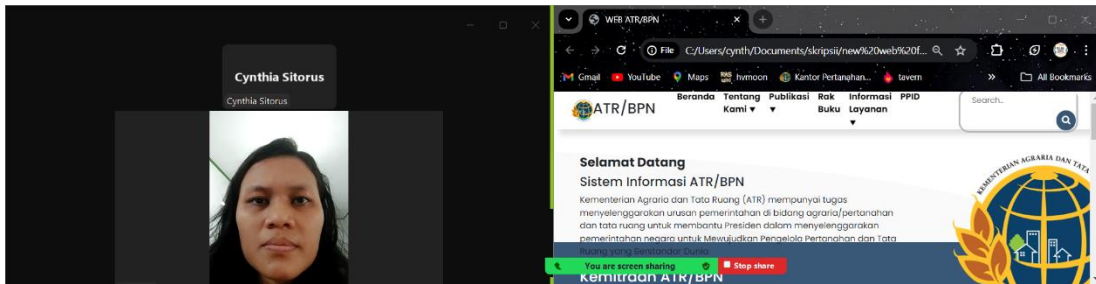 Cynthia Sitorus
Cynthia Sitorus
WEB ATR/BPN
File C:/Users/cynth/Documents/skripsii/new%20web%20f...
Gmail YouTube Maps hvmoon Kantor Pertanahan... tavern » All Bookmarks
ATR/BPN
Beranda Tentang Kami ▼ Publikasi ▼ Rak Buku Informasi Layanan ▼ PPID
Search..
Selamat Datang
Sistem Informasi ATR/BPN
Kementerian Agraria dan Tata Ruang (ATR) mempunyai tugas
menyelenggarakan urusan pemerintahan di bidang agraria/pertanahan
dan tata ruang untuk membantu Presiden dalam menyelenggarakan
pemerintahan negara untuk Mewujudkan Pengelola Pertanahan dan Tata
Ruang yang Berstandar Dunia.
KEMENTERIAN AGRARIA DAN TATA
You are screen sharing Stop share
Kemitraan ATR/BPN